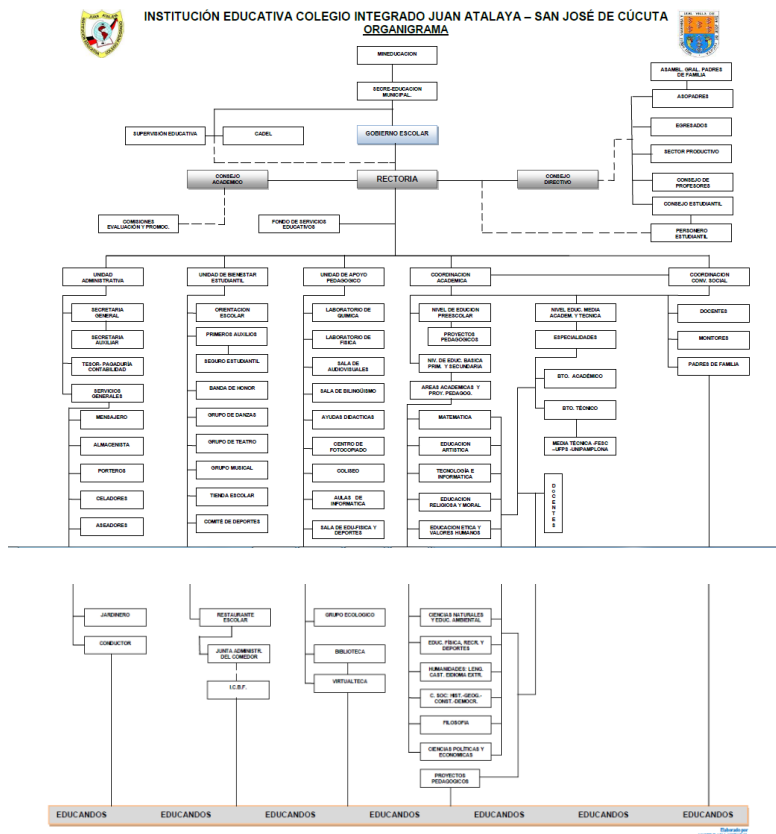 INSTITUCIÓN EDUCATIVA COLEGIO INTEGRADO JUAN ATALAYA – SAN JOSÉ DE CÚCUTA
ORGANIGRAMA
MINEDUCACION
SECRE-EDUCACION
MUNICIPAL.
ASAMBL. GRAL. PADRES
DE FAMILIA
ASOPADRES
EGRESADOS
SECTOR PRODUCTIVO
CONSEJO DE
PROFESORES
CONSEJO ESTUDIANTIL
PERSONERO
ESTUDIANTIL
SUPERVISIÓN EDUCATIVA
CADEL
GOBIERNO ESCOLAR
CONSEJO
ACADEMICO
RECTORIA
CONSEJO
DIRECTIVO
COMISIONES
EVALUACIÓN Y PROMOC.
FONDO DE SERVICIOS
EDUCATIVOS
UNIDAD
ADMINISTRATIVA
SECRETARIA
GENERAL
SECRETARIA
AUXILIAR
TESOR- PAGADURÍA
CONTABILIDAD
SERVICIOS
GENERALES
MENSAJERO
ALMACENISTA
PORTEROS
CELADORES
ASEADORES
UNIDAD DE BIENESTAR
ESTUDIANTIL
ORIENTACION
ESCOLAR
PRIMEROS AUXILIOS
SEGURO ESTUDIANTIL
BANDA DE HONOR
GRUPO DE DANZAS
GRUPO DE TEATRO
GRUPO MUSICAL
TIENDA ESCOLAR
COMITÉ DE DEPORTES
UNIDAD DE APOYO
PEDAGOGICO
LABORATORIO DE
QUIMICA
LABORATORIO DE
FISICA
SALA DE
AUDIOVISUALES
SALA DE BILINGÜISMO
AYUDAS DIDACTICAS
CENTRO DE
FOTOCOPIADO
COLISEO
AULAS DE
INFORMATICA
SALA DE EDU-FISICA Y
DEPORTES
COORDINACION
ACADEMICA
NIVEL DE EDUCION
PREESCOLAR
PROYECTOS
PEDAGOGICOS
NIV. DE EDUC. BASICA
PRIM. Y SECUNDARIA
AREAS ACADEMICAS Y
PROY. PEDAGOG.
MATEMATICA
EDUCACION
ARTISTICA
TECNOLOGÍA E
INFORMATICA
EDUCACION
RELIGIOSA Y MORAL
EDUCACION ETICA Y
VALORES HUMANOS
NIVEL EDUC. MEDIA
ACADEM. Y TECNICA
ESPECIALIDADES
BTO. ACADÉMICO
BTO. TÉCNICO
MEDIA TÉCNICA -FESC
–UFPS -UNIPAMPLONA
DOCENTES
COORDINACION
CONV. SOCIAL
DOCENTES
MONITORES
PADRES DE FAMILIA
JARDINERO
CONDUCTOR
RESTAURANTE
ESCOLAR
JUNTA ADMINISTR.
DEL COMEDOR
I.C.B.F.
GRUPO ECOLOGICO
BIBLIOTECA
VIRTUALTECA
CIENCIAS NATURALES
Y EDUC. AMBIENTAL
EDUC. FÍSICA, RECR. Y
DEPORTES
HUMANIDADES: LENG.
CAST. EIDIOMA EXTR.
C. SOC: HIST.-GEOG.-
CONST.-DEMOCR.
FILOSOFIA
CIENCIAS POLÍTICAS Y
ECONOMICAS
PROYECTOS
PEDAGOGICOS
EDUCANDOS EDUCANDOS EDUCANDOS EDUCANDOS EDUCANDOS EDUCANDOS EDUCANDOS
Elaborado por